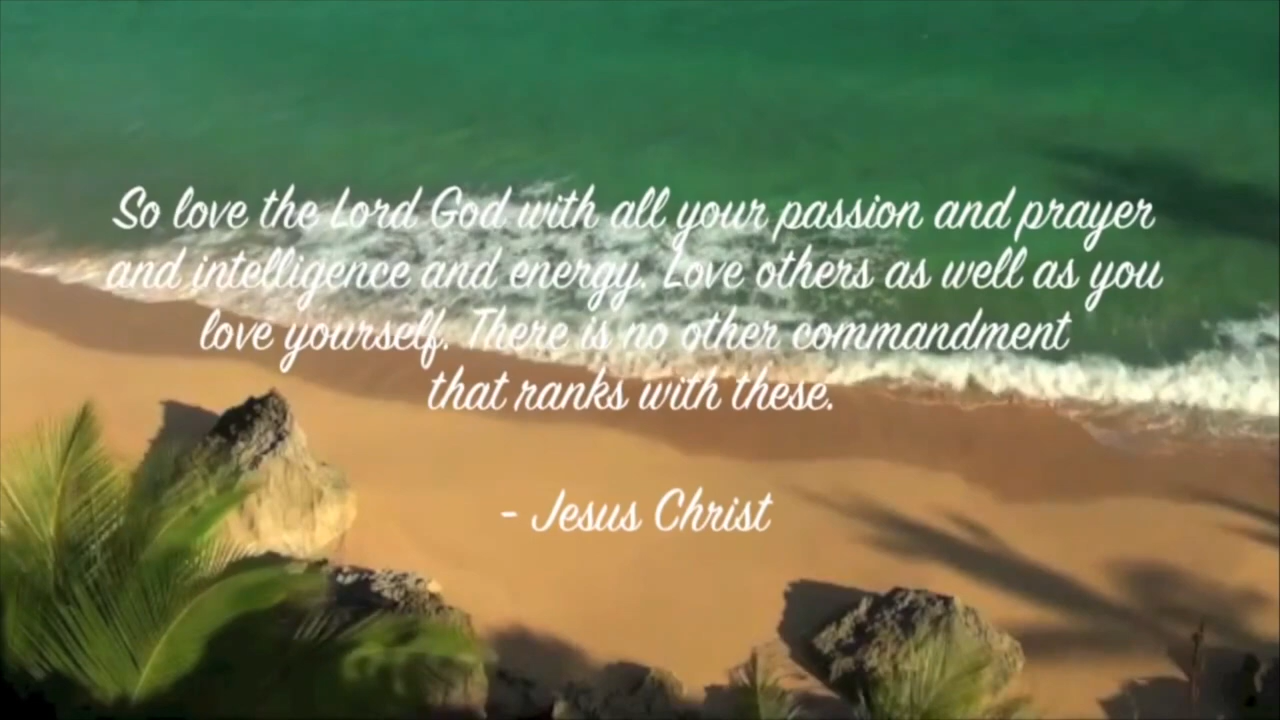 So love the Lord God with all your passion and prayer
and intelligence and energy. Love others as well as you
love yourself. There is no other commandment
that ranks with these.
- Jesus Christ